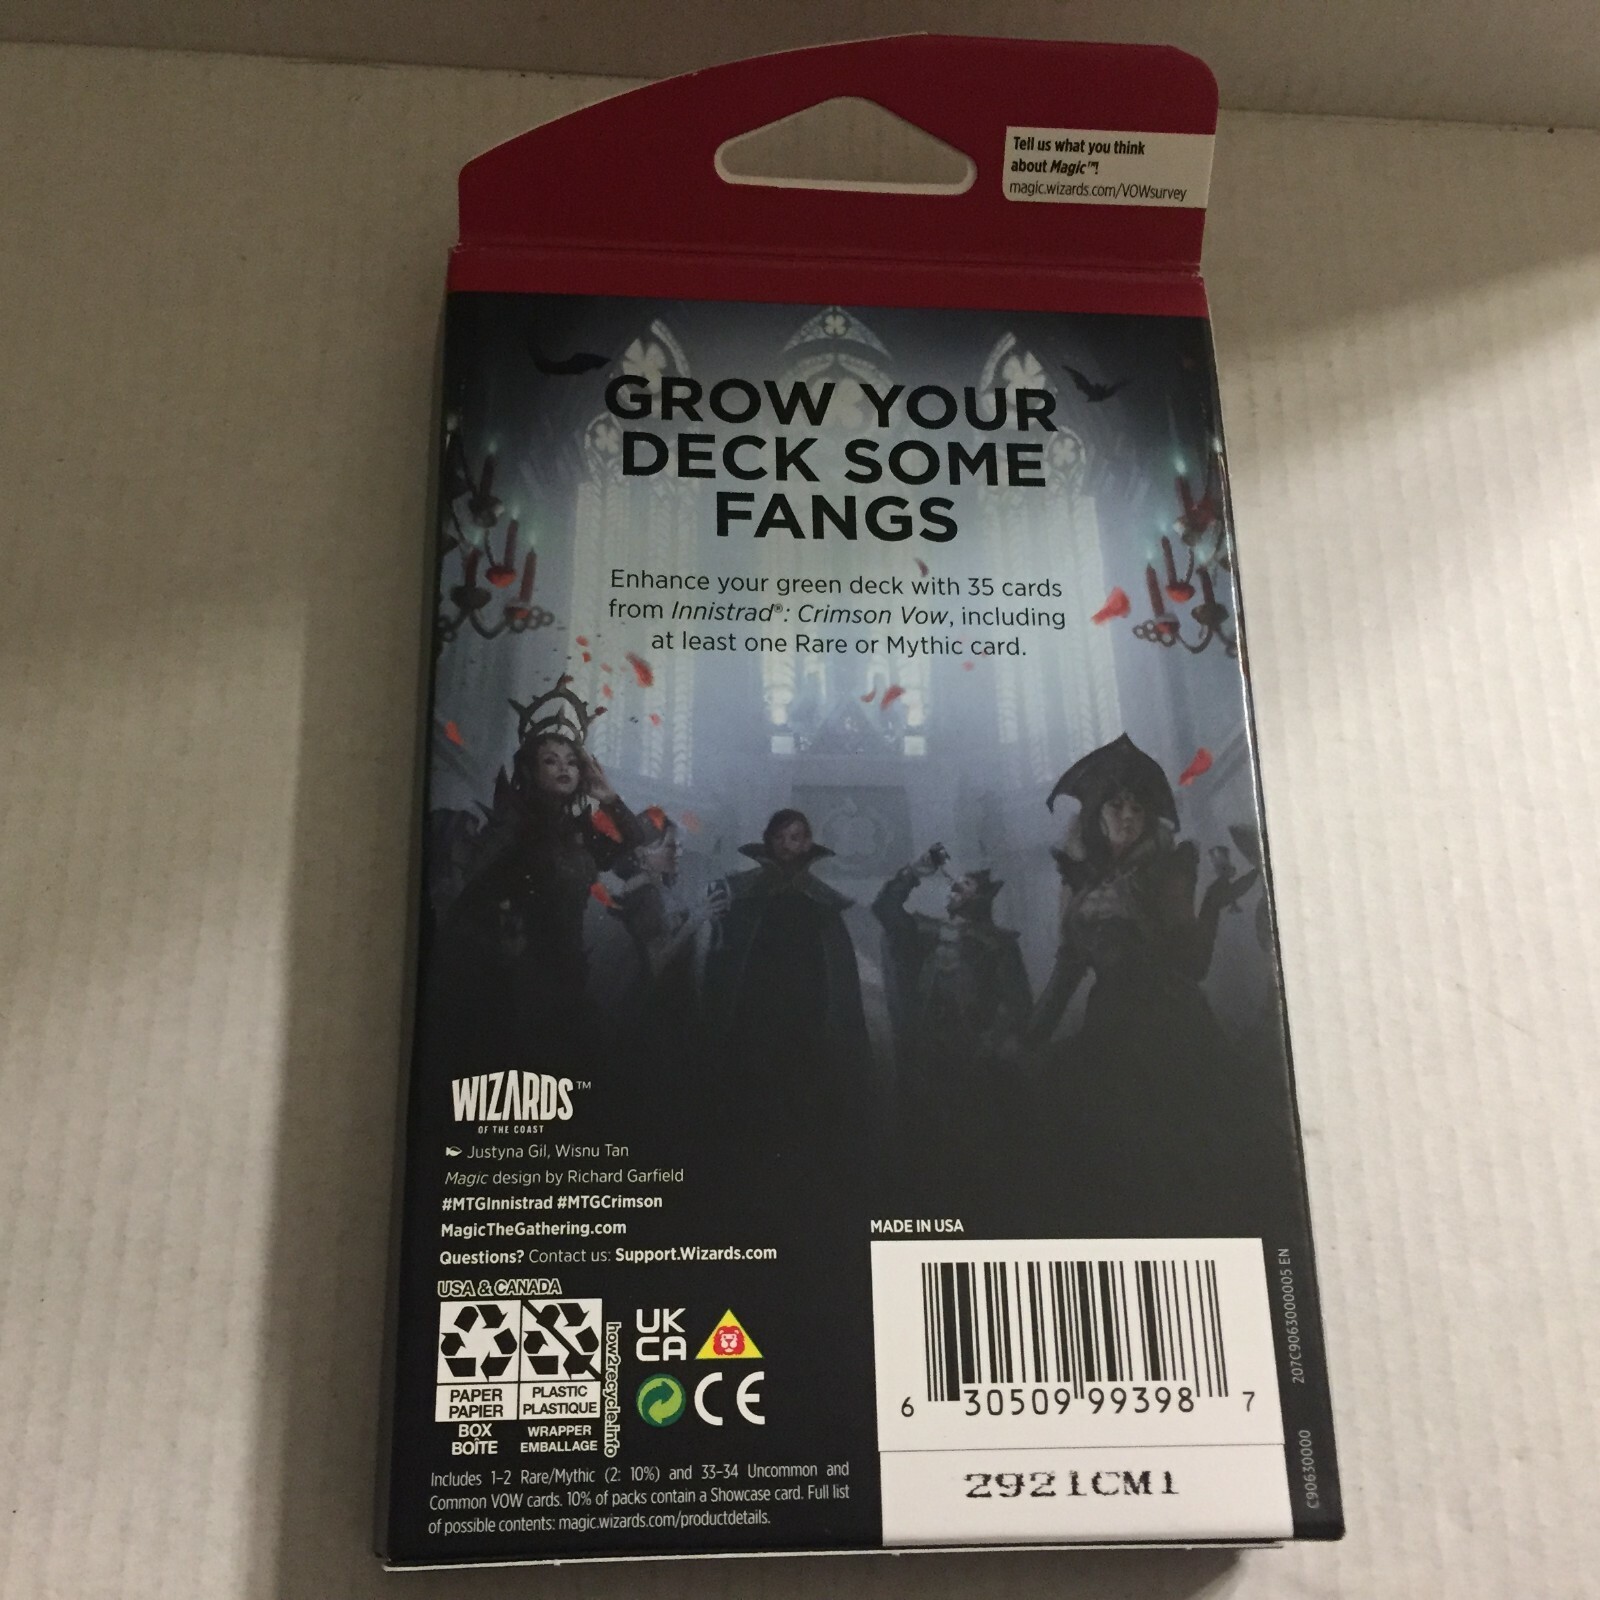 Tell us what you think
about Magic™!
magic.wizards.com/VOWsurvey
GROW YOUR
DECK SOME
FANGS
Enhance your green deck with 35 cards
from Innistrad®: Crimson Vow, including
at least one Rare or Mythic card.
WIZARDS™
OF THE COAST
Justyna Gil, Wisnu Tan
Magic design by Richard Garfield
#MTGInnistrad #MTGCrimson
MagicTheGathering.com
Questions? Contact us: Support.Wizards.com
USA & CANADA
PAPER
PAPIER
BOX
BOÎTE
PLASTIC
PLASTIQUE
WRAPPER
EMBALLAGE
how2recycle.info
UK
CA
CE
Includes 1-2 Rare/Mythic (2: 10%) and 33-34 Uncommon and
Common VOW cards. 10% of packs contain a Showcase card. Full list
of possible contents: magic.wizards.com/productdetails.
MADE IN USA
6 30509 99398 7
2921CM1
207C9063000005 EN
C90630000